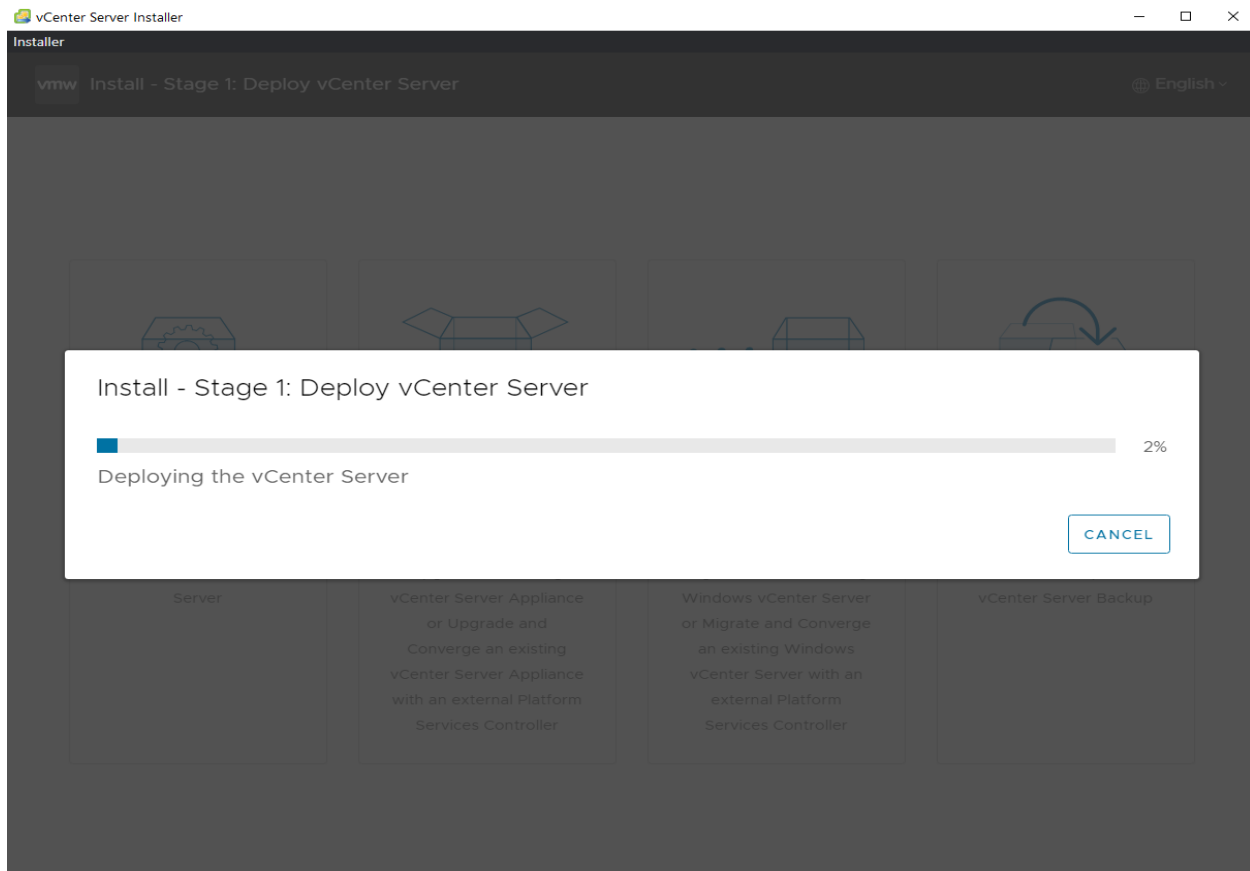 vCenter Server Installer
Installer
vmw Install - Stage 1: Deploy vCenter Server
English
Install - Stage 1: Deploy vCenter Server
2%
Deploying the vCenter Server
CANCEL
Server
vCenter Server Appliance
or Upgrade and
Converge an existing
vCenter Server Appliance
with an external Platform
Services Controller
Windows vCenter Server
or Migrate and Converge
an existing Windows
vCenter Server with an
external Platform
Services Controller
vCenter Server Backup